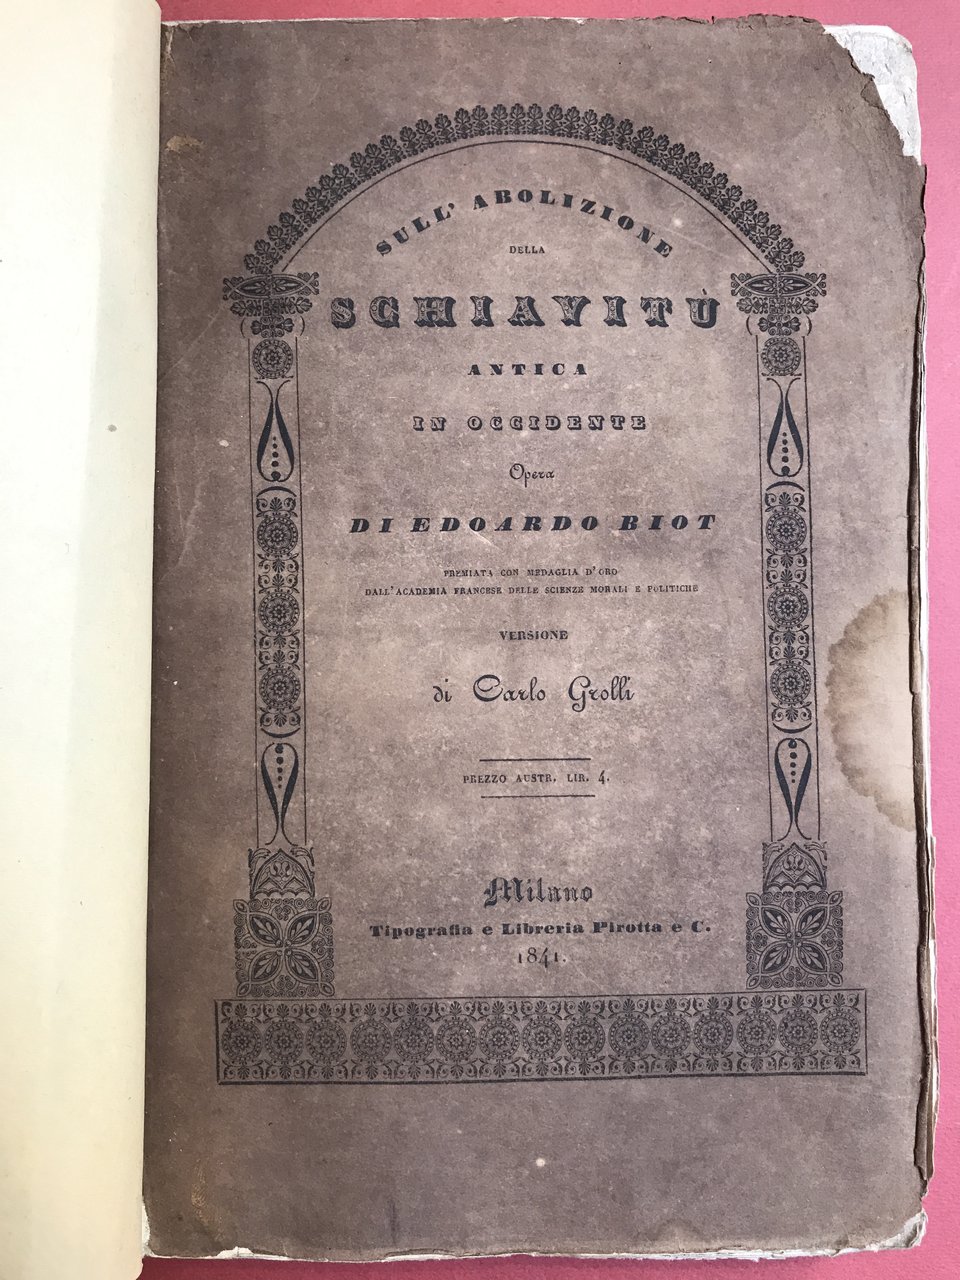 SULL' ABOLIZIONE
DELLA
SCHIAVITÙ
ANTICA
IN OCCIDENTE
Opera
DI EDOARDO BIOT
PREMIATA CON MEDAGLIA D'ORO
DALL'ACADEMIA FRANCESE DELLE SCIENZE MORALI E POLITICHE
VERSIONE
di Carlo Grolli
PREZZO AUSTR. LIR. 4.
Milano
Tipografia e Libreria Pirotta e C.
1841.